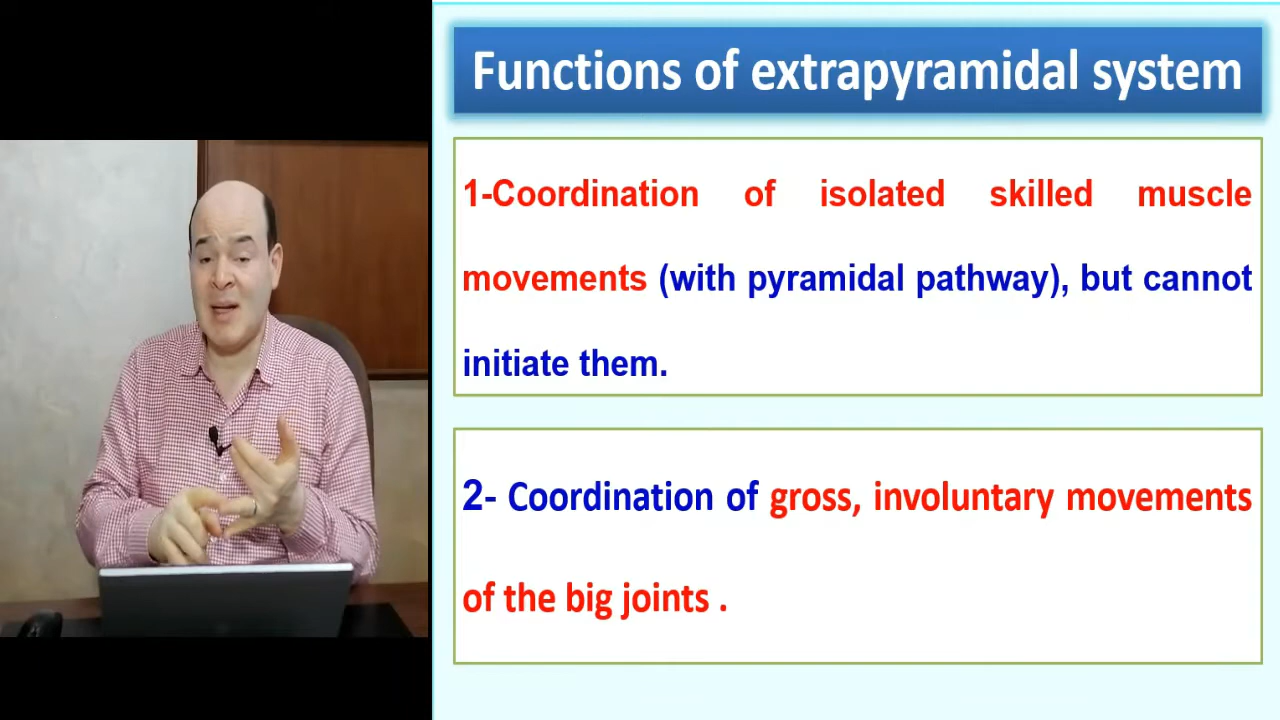 Functions of extrapyramidal system
1-Coordination of isolated skilled muscle
movements (with pyramidal pathway), but cannot
initiate them.
2- Coordination of gross, involuntary movements
of the big joints .